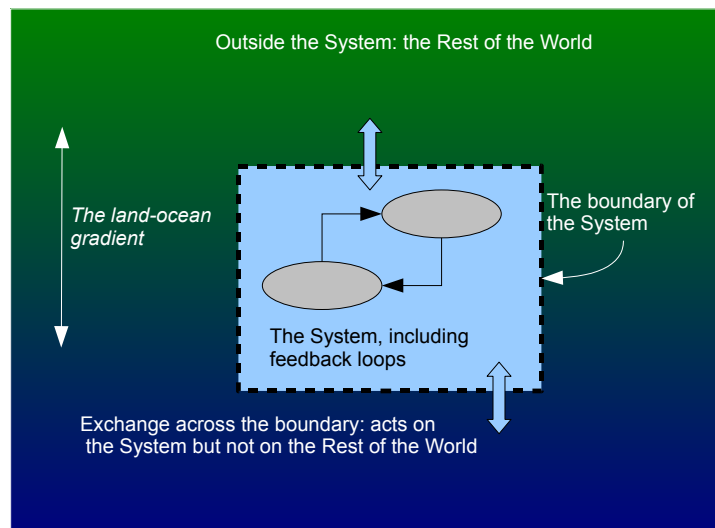 Outside the System: the Rest of the World
The land-ocean
gradient
The boundary of
the System
The System, including
feedback loops
Exchange across the boundary: acts on
the System but not on the Rest of the World